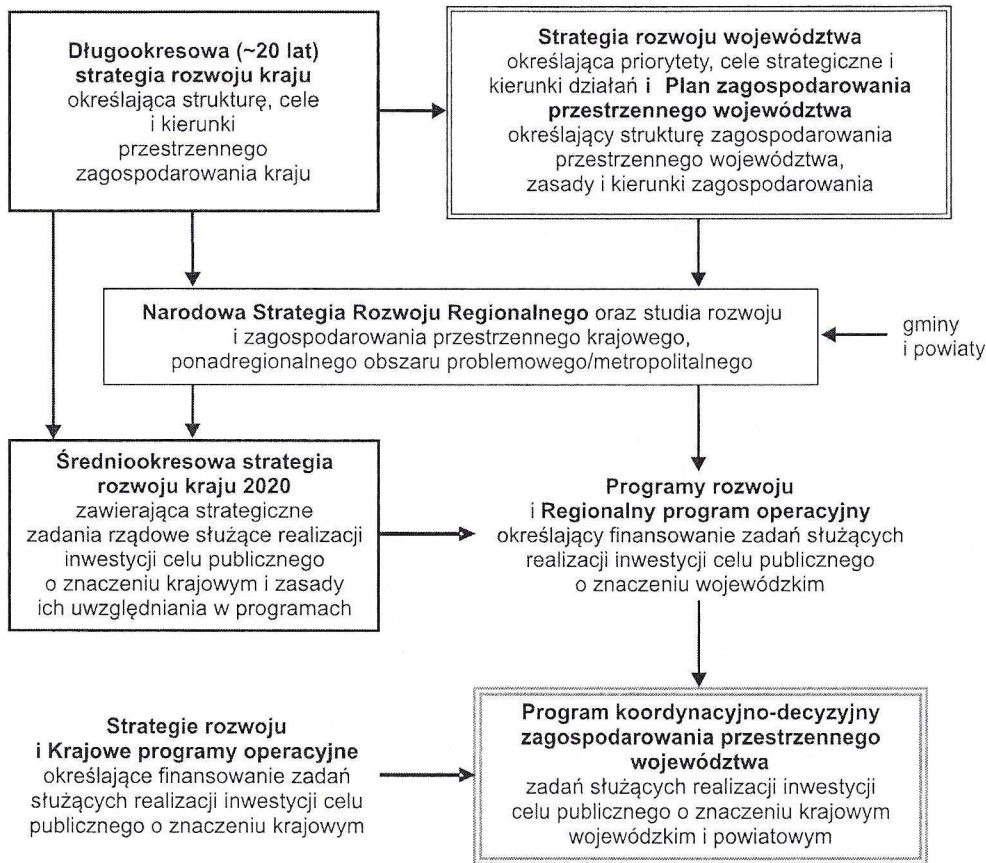 Długookresowa (~20 lat)
strategia rozwoju kraju
określająca strukturę, cele
i kierunki
przestrzennego
zagospodarowania kraju
Strategia rozwoju województwa
określająca priorytety, cele strategiczne i
kierunki działań i Plan zagospodarowania
przestrzennego województwa
określający strukturę zagospodarowania
przestrzennego województwa,
zasady i kierunki zagospodarowania
Narodowa Strategia Rozwoju Regionalnego oraz studia rozwoju
i zagospodarowania przestrzennego krajowego,
ponadregionalnego obszaru problemowego/metropolitalnego
gminy
i powiaty
Średniookresowa strategia
rozwoju kraju 2020
zawierająca strategiczne
zadania rządowe służące realizacji
inwestycji celu publicznego
o znaczeniu krajowym i zasady
ich uwzględniania w programach
Programy rozwoju
i Regionalny program operacyjny
określający finansowanie zadań służących
realizacji inwestycji celu publicznego
o znaczeniu wojewódzkim
Strategie rozwoju
i Krajowe programy operacyjne
określające finansowanie zadań
służących realizacji inwestycji celu
publicznego o znaczeniu krajowym
Program koordynacyjno-decyzyjny
zagospodarowania przestrzennego
województwa
zadań służących realizacji inwestycji
celu publicznego o znaczeniu krajowym
wojewódzkim i powiatowym